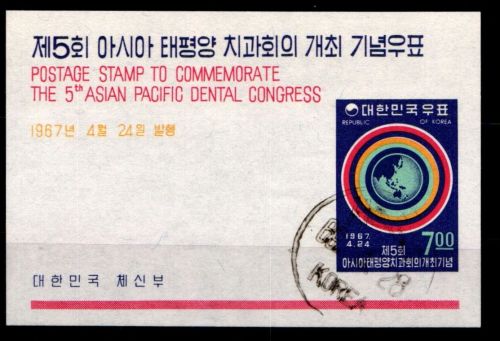 제5회 아시아 태평양 치과회의 개최 기념우표
POSTAGE STAMP TO COMMEMORATE
THE 5th ASIAN PACIFIC DENTAL CONGRESS
1967년 4월 24일 발행
대한민국우표
REPUBLIC OF KOREA
1967.
4.24
제5회
7.00
아시아태평양치과회의개최기념
28
KOREA
대한민국 체신부